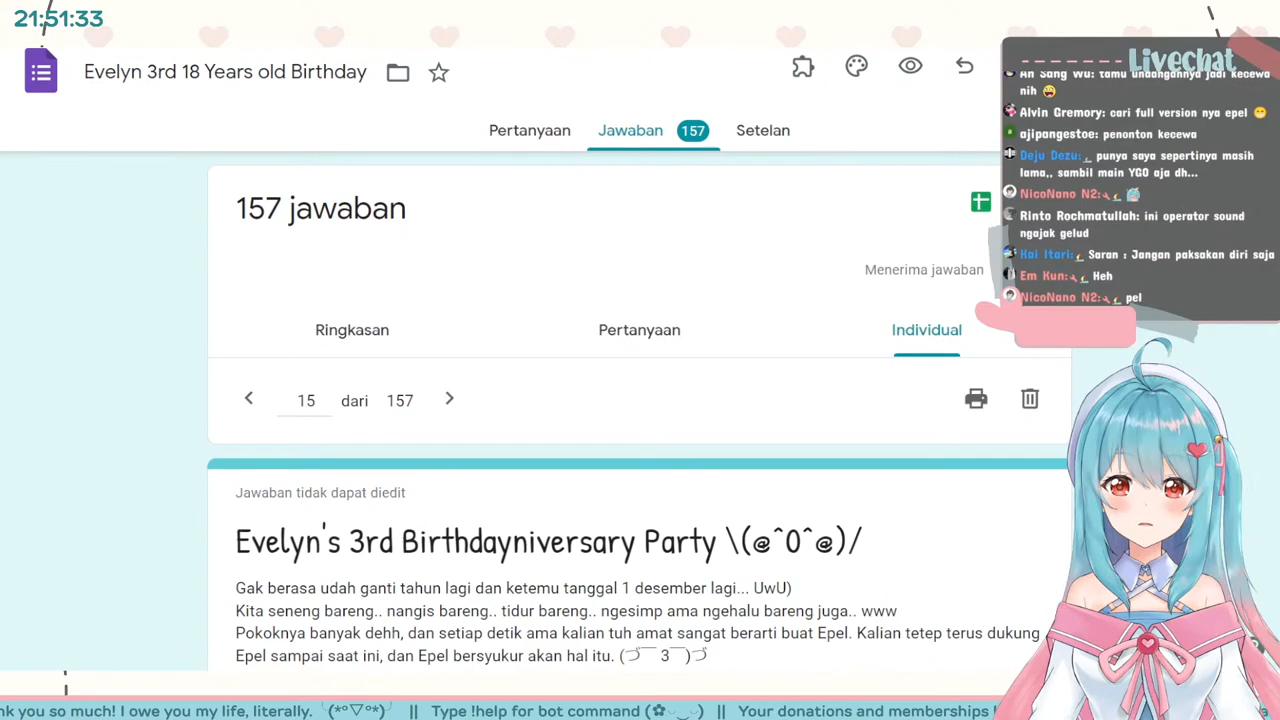 21:51:33
Evelyn 3rd 18 Years old Birthday
Pertanyaan
Jawaban 157
Setelan
157 jawaban
Menerima jawaban
Ringkasan
Pertanyaan
Individual
15 dari 157
Jawaban tidak dapat diedit
Evelyn's 3rd Birthdayniversary Party \(@^0^@)/
Gak berasa udah ganti tahun lagi dan ketemu tanggal 1 desember lagi... UwU)
Kita seneng bareng.. nangis bareng.. tidur bareng.. ngesimp ama ngehalu bareng juga.. www
Pokoknya banyak dehh, dan setiap detik ama kalian tuh amat sangat berarti buat Epel. Kalian tetep terus dukung
Epel sampai saat ini, dan Epel bersyukur akan hal itu. (づ￣ 3￣)づ
Livechat
An Sang Wu: tamu undangannya jadi kecewa
nih 😩
Alvin Gremory: cari full version nya epel 😁
ajipangestoe: penonton kecewa
Deju Dezu: punya saya sepertinya masih
lama,, sambil main YGO aja dh...
NicoNano N2:
Rinto Rochmatullah: ini operator sound
ngajak gelud
Kai Itari: Saran : Jangan paksakan diri saja
Em Kun: Heh
NicoNano N2: pel
nk you so much! I owe you my life, literally. ╰(*°▽°*)╯ || Type !help for bot command (✿◡‿◡) || Your donations and memberships